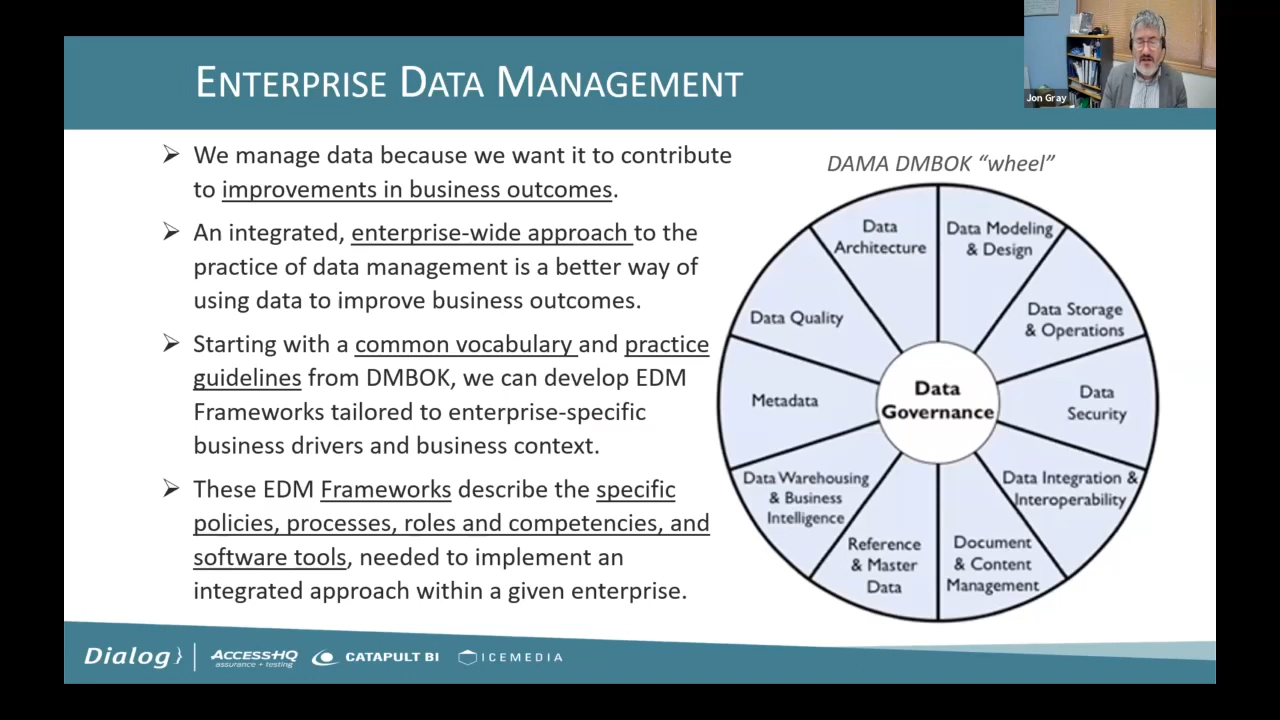 ENTERPRISE DATA MANAGEMENT
Jon Gray
➢ We manage data because we want it to contribute
to improvements in business outcomes.
➢ An integrated, enterprise-wide approach to the
practice of data management is a better way of
using data to improve business outcomes.
➢ Starting with a common vocabulary and practice
guidelines from DMBOK, we can develop EDM
Frameworks tailored to enterprise-specific
business drivers and business context.
➢ These EDM Frameworks describe the specific
policies, processes, roles and competencies, and
software tools, needed to implement an
integrated approach within a given enterprise.
DAMA DMBOK “wheel”
Data
Architecture
Data Modeling
& Design
Data Storage
& Operations
Data
Security
Data Integration &
Interoperability
Document
& Content
Management
Reference
& Master
Data
Data Warehousing
& Business
Intelligence
Metadata
Data Quality
Data
Governance
Dialog}
ACCESSHQ
assurance + testing
CATAPULT BI
ICEMEDIA